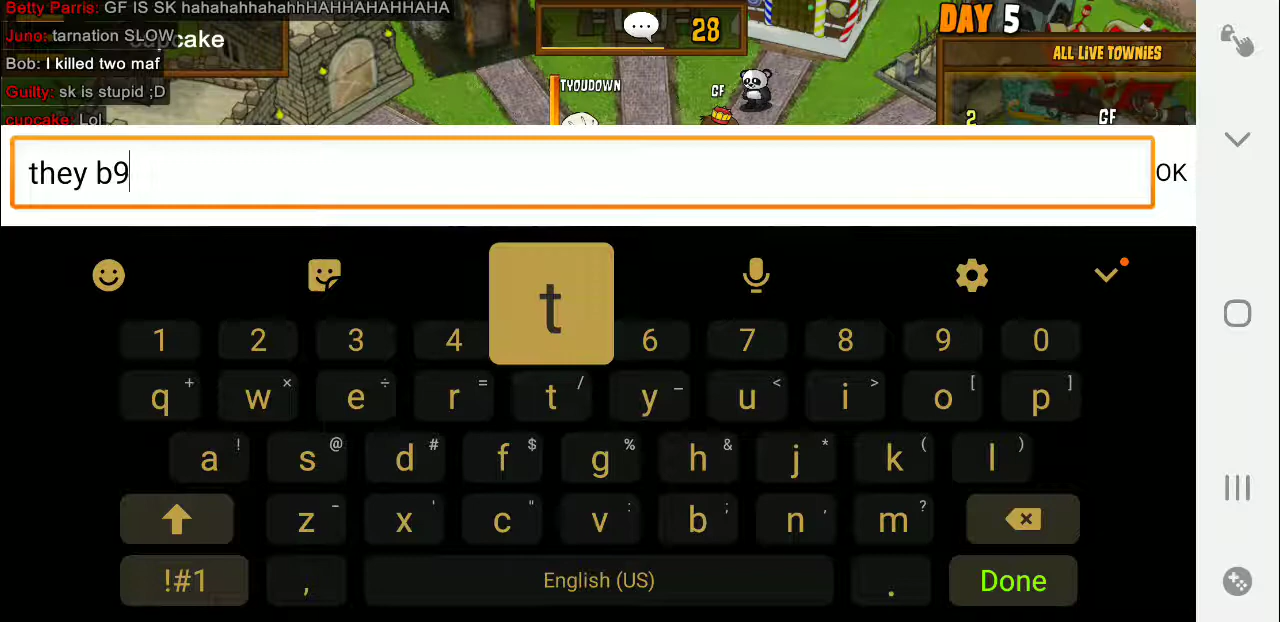 Betty Parris: GF IS SK hahahahhahahhHAHHAHAHHAHA
Juno: tarnation SLOW
cupcake
Bob: I killed two maf
Guilty: sk is stupid ;D
cupcake: Lol
28
DAY 5
ALL LIVE TOWNIES
TYOUDOWN
GF
2 GF
they b9
OK
t
1 2 3 4 6 7 8 9 0
q + w × e ÷ r = t / y _ u < i > o [ p ]
a ! s @ d # f $ g % h & j * k ( l )
z - x ' c " v : b ; n , m ?
!#1 , English (US) . Done